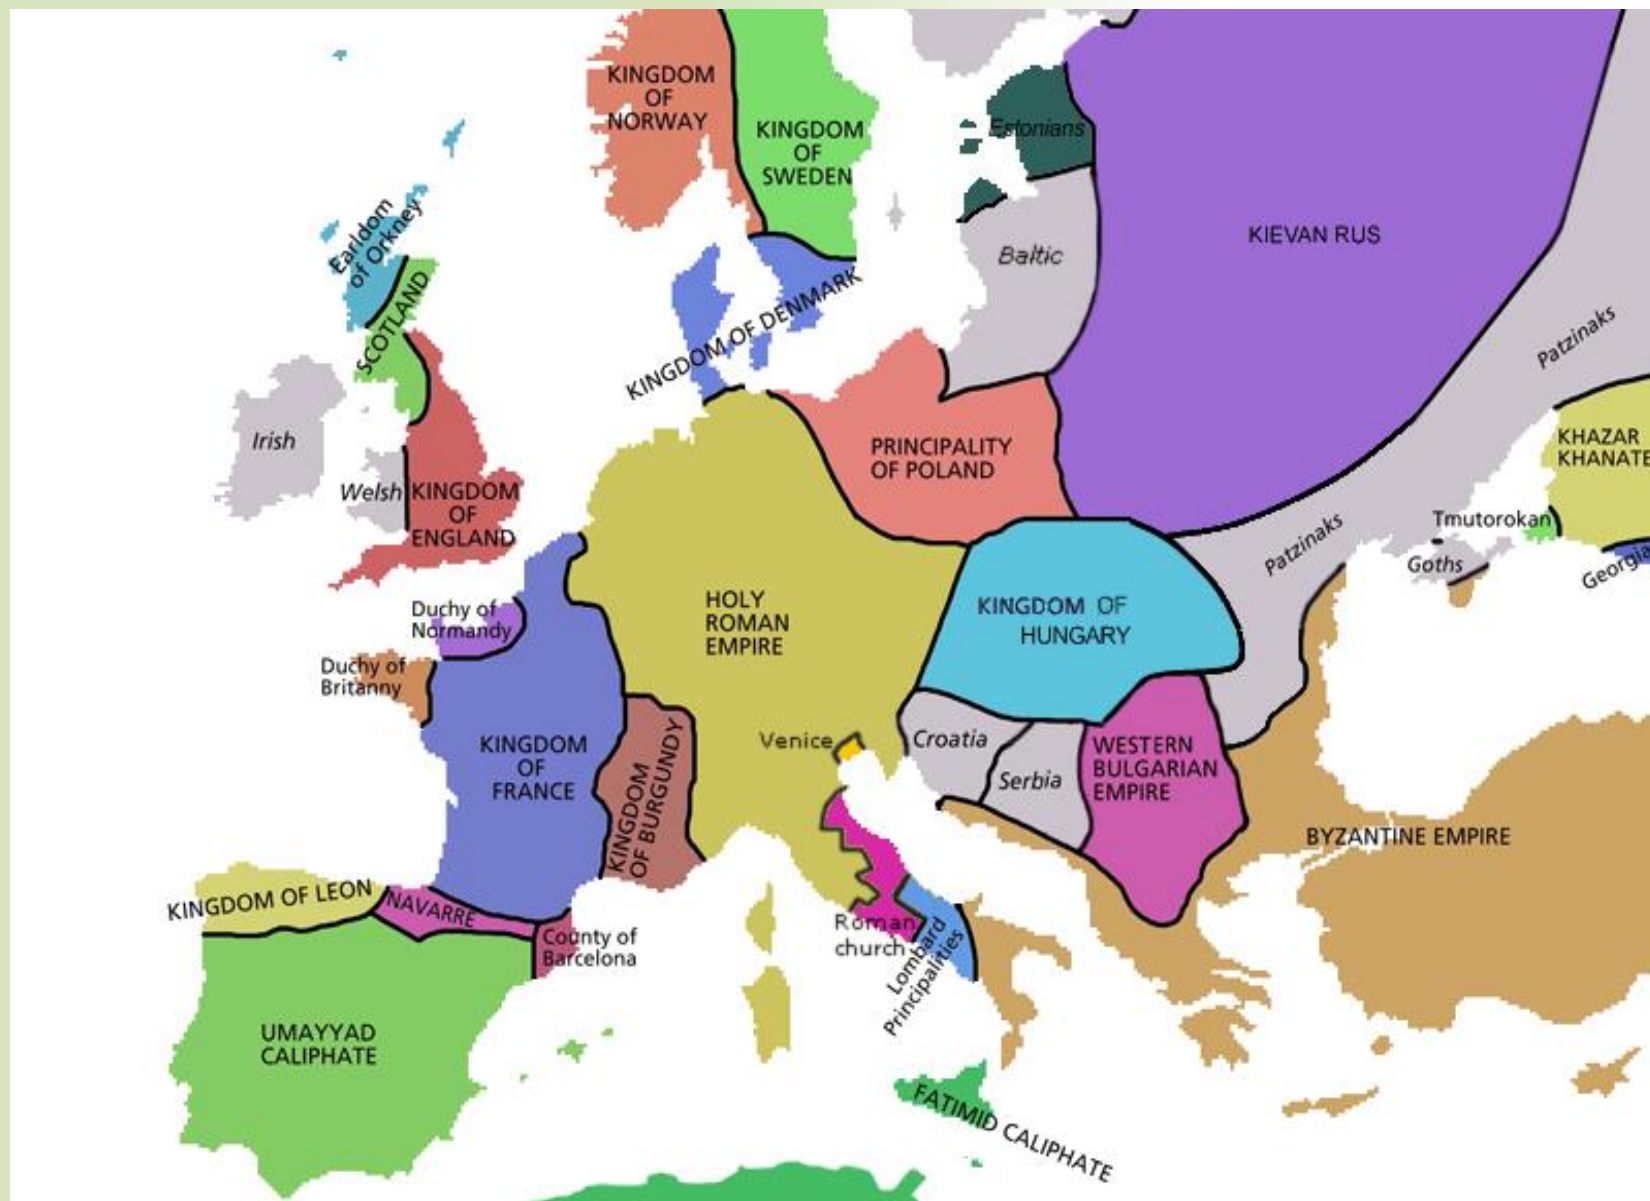 KINGDOM
OF
NORWAY
KINGDOM
OF
SWEDEN
Estonians
Baltic
KIEVAN RUS
Earldom
of Orkney
SCOTLAND
KINGDOM OF DENMARK
Patzinaks
Irish
Welsh
KINGDOM
OF
ENGLAND
PRINCIPALITY
OF POLAND
KHAZAR
KHANATE
Tmutorokan
Goths
Georgia
Patzinaks
Duchy of
Normandy
Duchy of
Britanny
HOLY
ROMAN
EMPIRE
KINGDOM OF
HUNGARY
KINGDOM
OF
FRANCE
KINGDOM
OF BURGUNDY
Venice
Croatia
Serbia
WESTERN
BULGARIAN
EMPIRE
BYZANTINE EMPIRE
KINGDOM OF LEON
NAVARRE
County of
Barcelona
Roman
church
Lombard
Principalities
UMAYYAD
CALIPHATE
FATIMID CALIPHATE